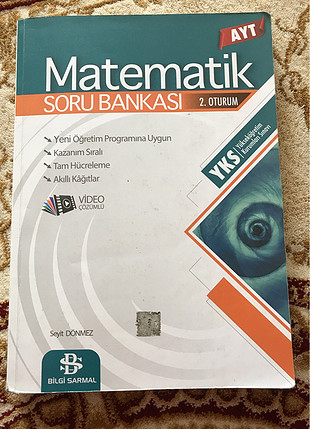 AYT
Matematik
SORU BANKASI
2. OTURUM
Yeni Öğretim Programına Uygun
Kazanım Sıralı
Tam Hücreleme
Akıllı Kâğıtlar
VİDEO
ÇÖZÜMLÜ
YKS
Yükseköğretim
Kurumları Sınavı
Seyit DÖNMEZ
BİLGİ SARMAL